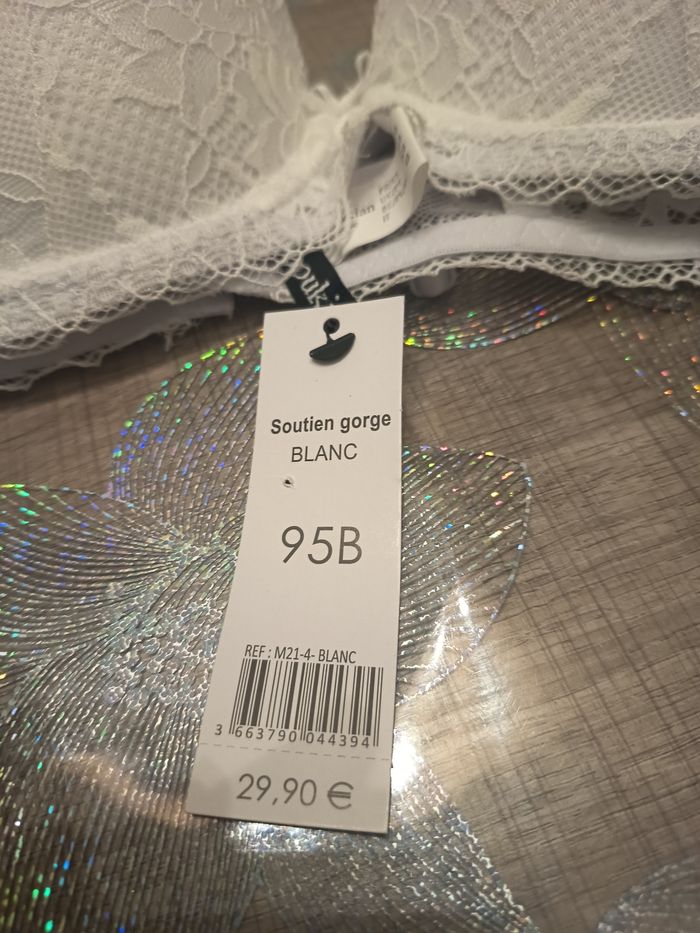 Soutien gorge
BLANC
95B
REF : M21-4- BLANC
3 663790 044394
29,90 €